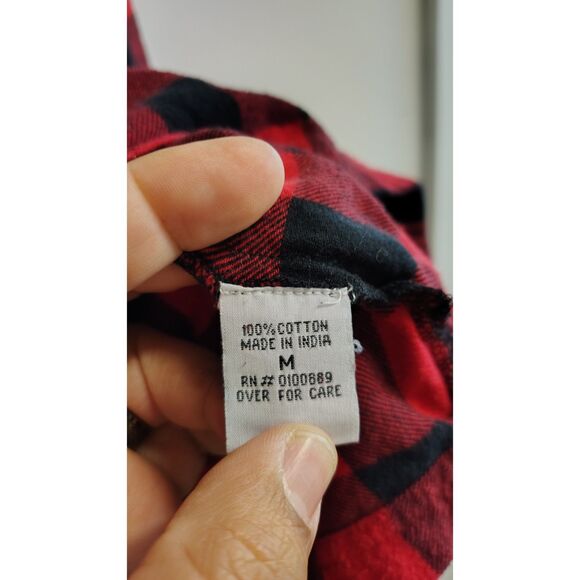 100% COTTON
MADE IN INDIA
M
RN# 0100889
OVER FOR CARE